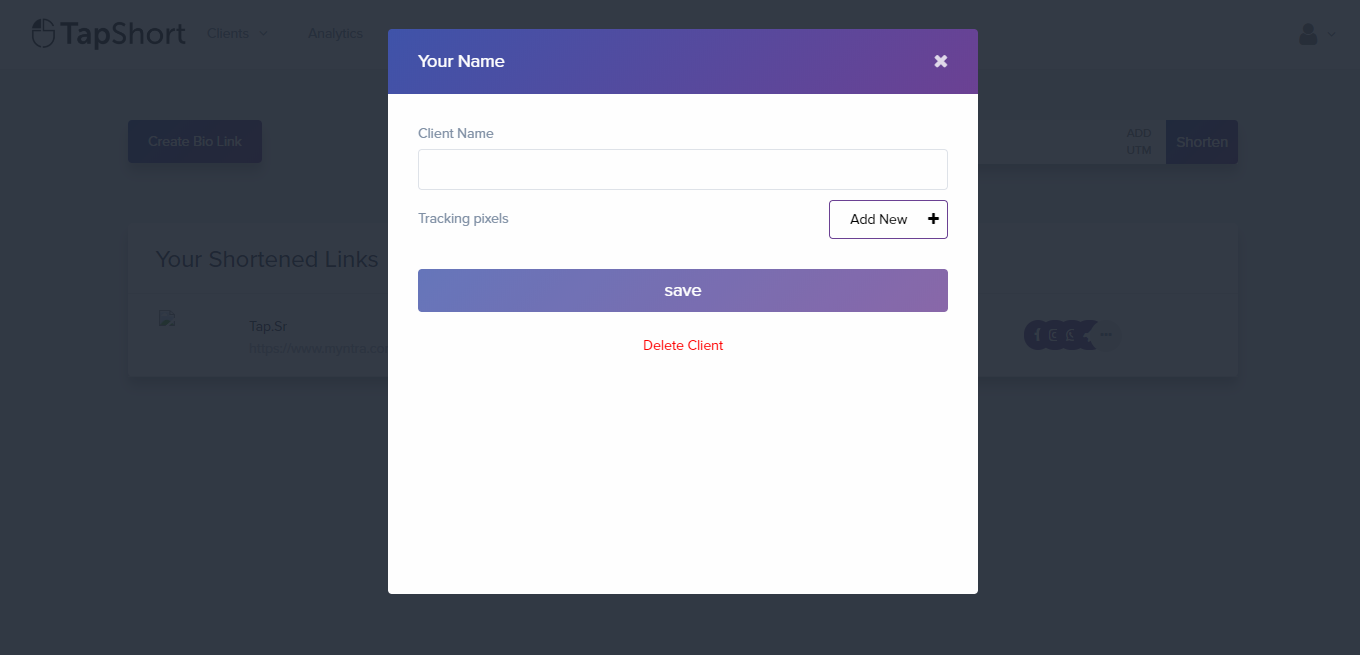 TapShort
Clients
Analytics
Your Name
Client Name
Create Bio Link
ADD
UTM
Shorten
Tracking pixels
Add New
Your Shortened Links
save
Tap.Sr
https://www.myntra.co
Delete Client